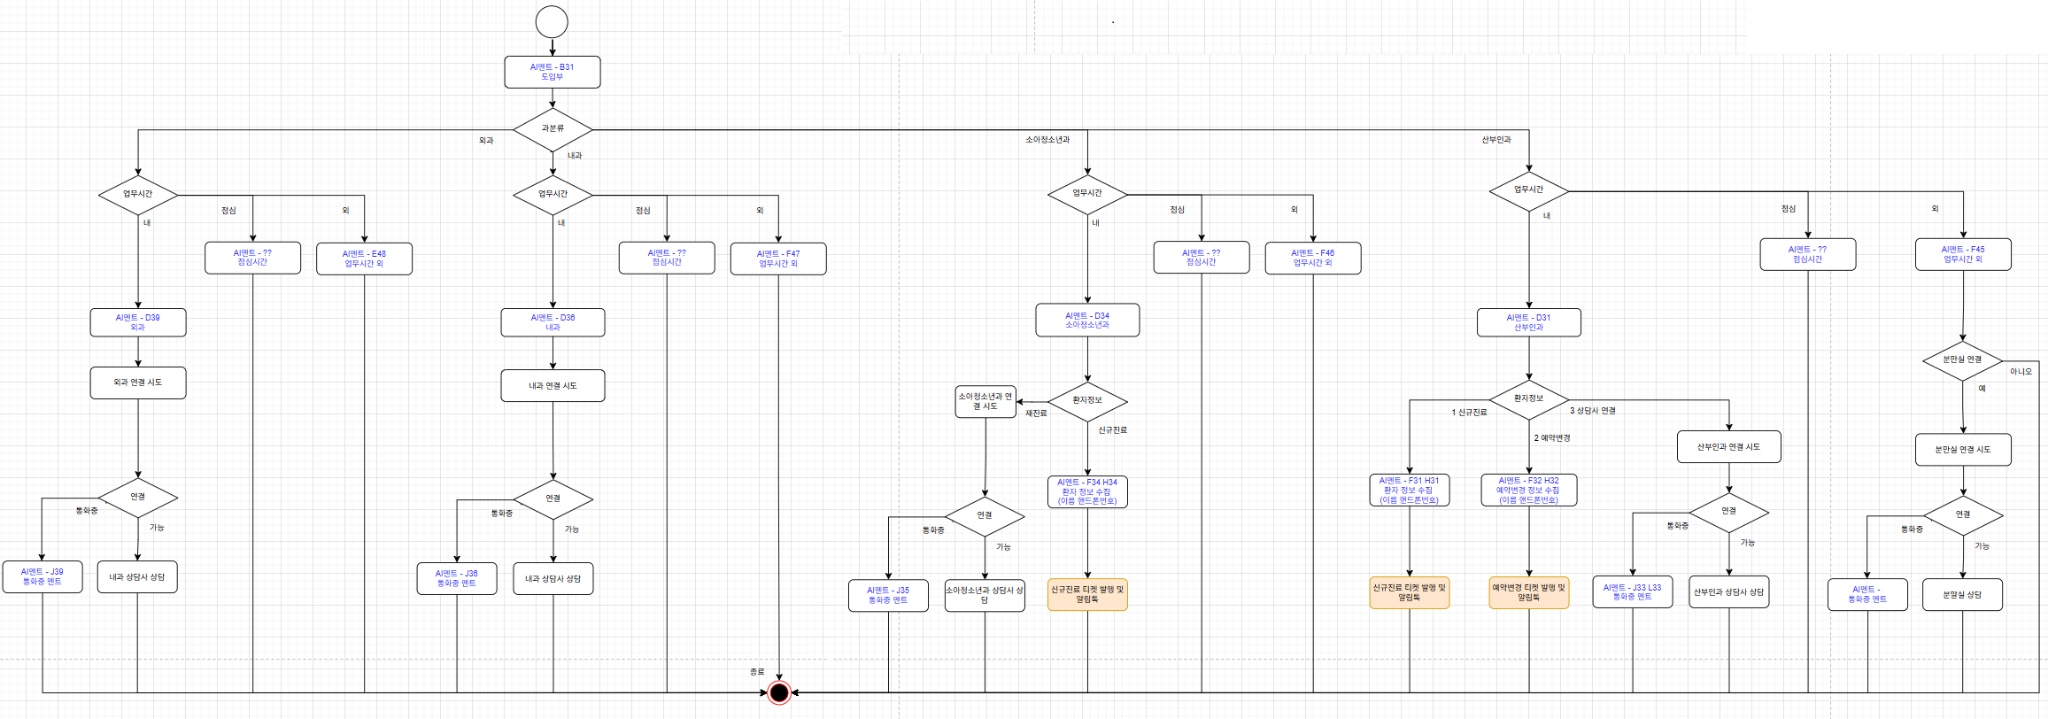 AI멘트 - B31
도입부
과분류
외과
내과
소아청소년과
산부인과
업무시간
점심
외
내
업무시간
점심
외
내
업무시간
점심
외
내
업무시간
점심
외
내
AI멘트 - ??
점심시간
AI멘트 - E48
업무시간 외
AI멘트 - ??
점심시간
AI멘트 - F47
업무시간 외
AI멘트 - ??
점심시간
AI멘트 - F46
업무시간 외
AI멘트 - ??
점심시간
AI멘트 - F45
업무시간 외
AI멘트 - D39
외과
AI멘트 - D36
내과
AI멘트 - D34
소아청소년과
AI멘트 - D31
산부인과
분만실 연결
아니오
예
외과 연결 시도
내과 연결 시도
소아청소년과 연
결 시도
재진료
환자정보
신규진료
환자정보
1 신규진료
2 예약변경
3 상담사 연결
산부인과 연결 시도
분만실 연결 시도
AI멘트 - F34 H34
환자 정보 수집
(이름 핸드폰번호)
AI멘트 - F31 H31
환자 정보 수집
(이름 핸드폰번호)
AI멘트 - F32 H32
예약변경 정보 수집
(이름 핸드폰번호)
연결
통화중
가능
연결
통화중
가능
연결
통화중
가능
연결
통화중
가능
연결
통화중
가능
AI멘트 - J39
통화중 멘트
내과 상담사 상담
AI멘트 - J36
통화중 멘트
내과 상담사 상담
AI멘트 - J35
통화중 멘트
소아청소년과 상담사 상
담
신규진료 티켓 발행 및
알림톡
신규진료 티켓 발행 및
알림톡
예약변경 티켓 발행 및
알림톡
AI멘트 - J33 L33
통화중 멘트
산부인과 상담사 상담
AI멘트 -
통화중 멘트
분말실 상담
종료